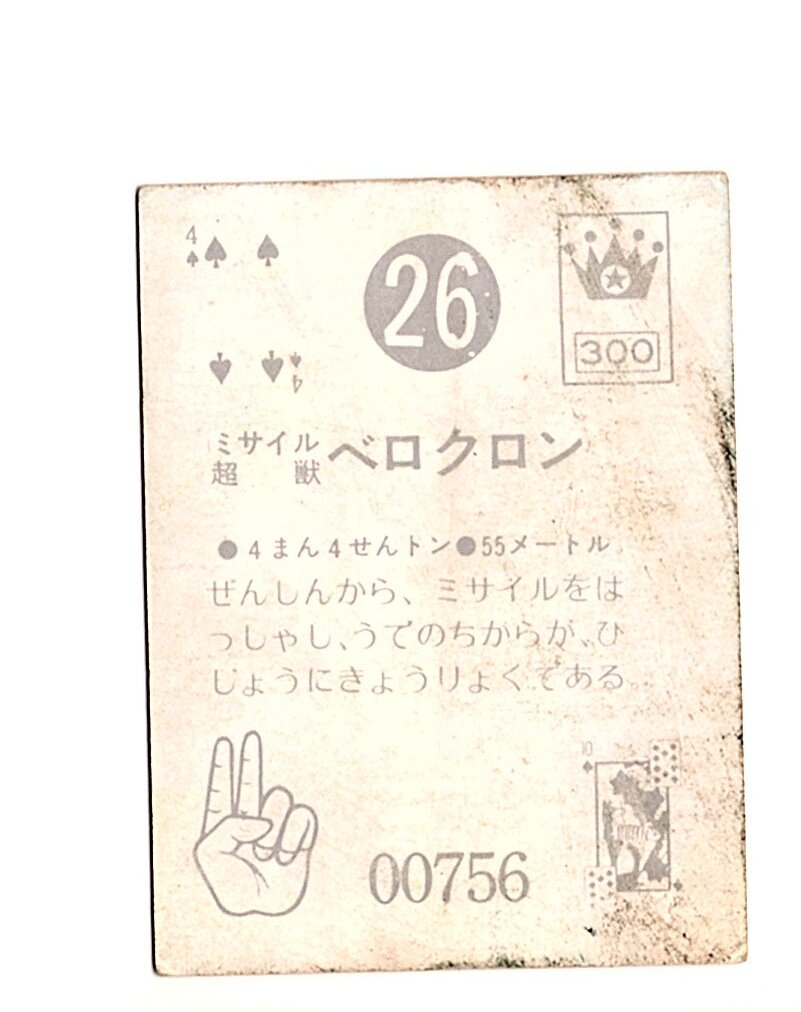 4
26
300
4
ミサイル
超獣 ベロクロン
●4まん4せんトン●55メートル
ぜんしんから、ミサイルをは
っしゃし、うでのちからが、ひ
じょうにきょうりょくである
10
00756